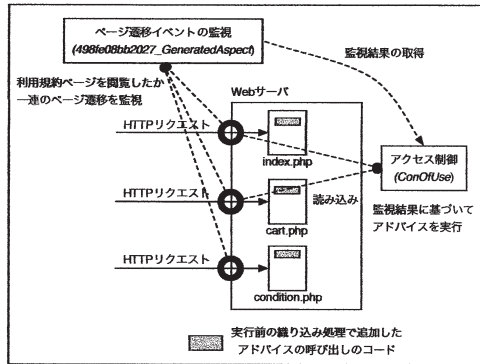 ページ遷移イベントの監視
(498fe08bb2027_GeneratedAspect)
監視結果の取得
利用規約ページを閲覧したか
一連のページ遷移を監視
Webサーバ
HTTPリクエスト
index.php
アクセス制御
(ConOfUse)
HTTPリクエスト
読み込み
cart.php
監視結果に基づいて
アドバイスを実行
HTTPリクエスト
condition.php
実行前の織り込み処理で追加した
アドバイスの呼び出しのコード